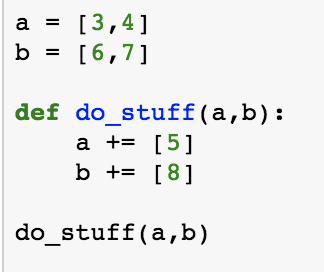 a = [3,4]
b = [6,7]

def do_stuff(a,b):
    a += [5]
    b += [8]

do_stuff(a,b)